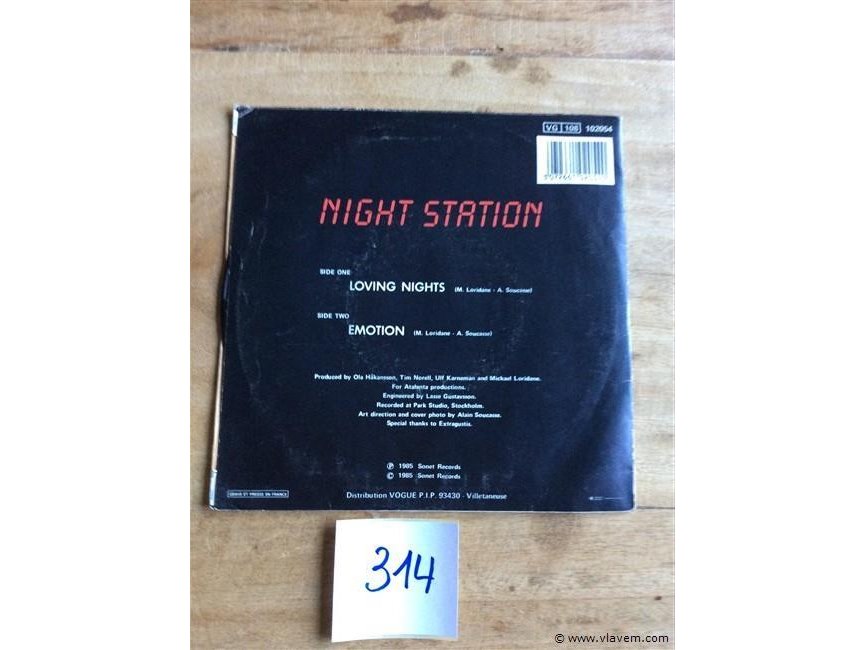 VG 108 102054
NIGHT STATION
SIDE ONE
LOVING NIGHTS (M. Loridane - A. Soucasse)
SIDE TWO
EMOTION (M. Loridane - A. Soucasse)
Produced by Ola Håkansson, Tim Norell, Ulf Karneman and Mickael Loridane.
For Atalanta productions.
Engineered by Lasse Gustavsson.
Recorded at Park Studio, Stockholm.
Art direction and cover photo by Alain Soucasse.
Special thanks to Extragustis.
℗ 1985 Sonet Records
© 1985 Sonet Records
Distribution VOGUE P.I.P. 93430 - Villetaneuse
314
© www.vlavem.com